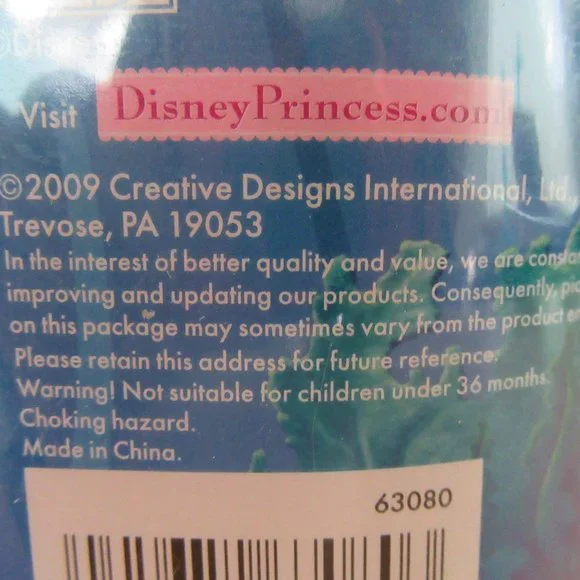 ©Disney
Visit DisneyPrincess.com
©2009 Creative Designs International, Ltd.,
Trevose, PA 19053
In the interest of better quality and value, we are
improving and updating our products. Consequently,
on this package may sometimes vary from the product
Please retain this address for future reference.
Warning! Not suitable for children under 36 months.
Choking hazard.
Made in China.
63080